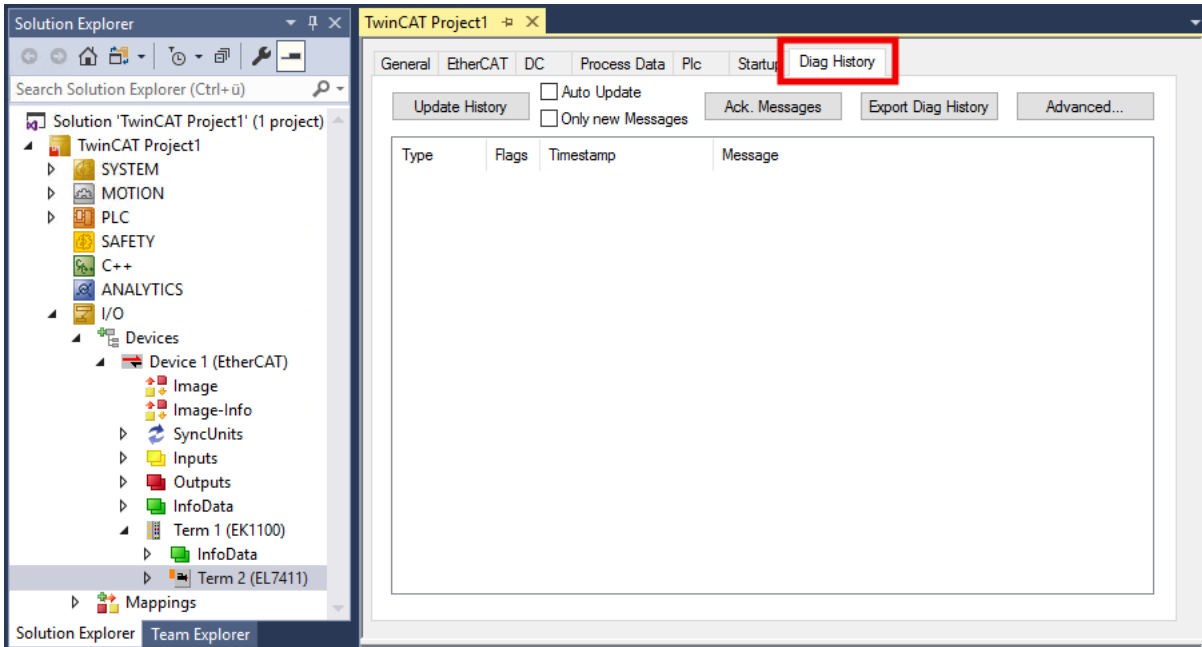 Solution Explorer
Search Solution Explorer (Ctrl+ü)
Solution 'TwinCAT Project1' (1 project)
TwinCAT Project1
SYSTEM
MOTION
PLC
SAFETY
C++
ANALYTICS
I/O
Devices
Device 1 (EtherCAT)
Image
Image-Info
SyncUnits
Inputs
Outputs
InfoData
Term 1 (EK1100)
InfoData
Term 2 (EL7411)
Mappings
Solution Explorer Team Explorer
TwinCAT Project1
General EtherCAT DC Process Data Plc Startup Diag History
Update History
Auto Update
Only new Messages
Ack. Messages
Export Diag History
Advanced...
Type Flags Timestamp Message